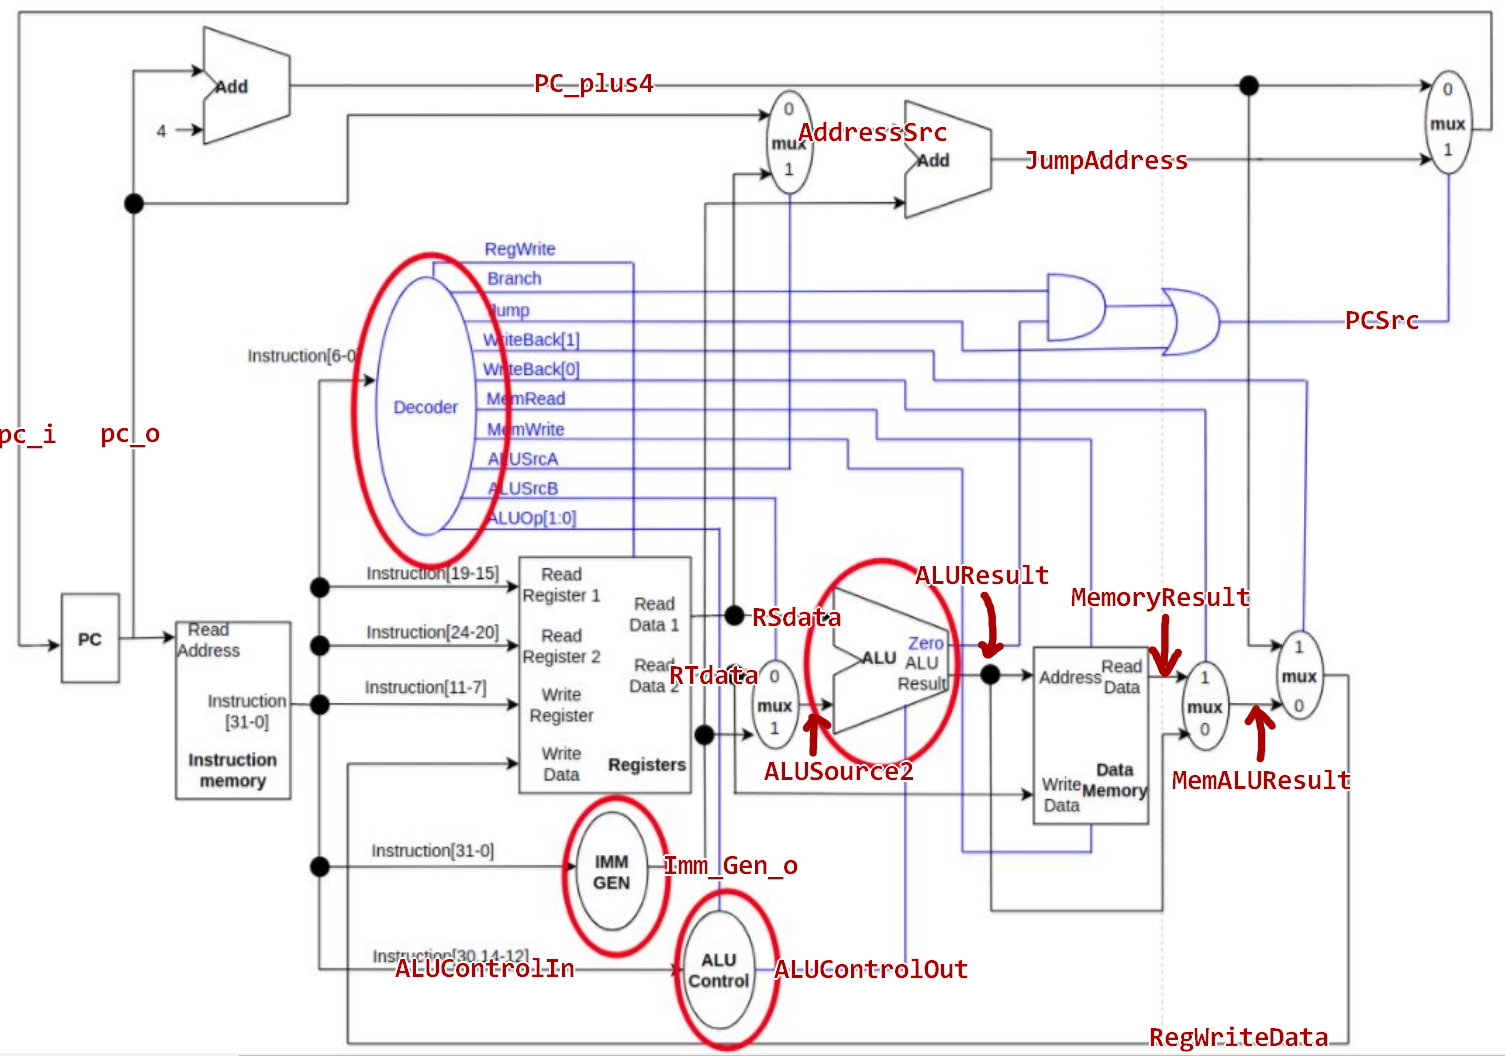 PC_plus4
Add
4
0
mux
1
AddressSrc
Add
JumpAddress
0
mux
1
RegWrite
Branch
Jump
WriteBack[1]
WriteBack[0]
MemRead
MemWrite
ALUSrcA
ALUSrcB
ALUOp[1:0]
PCSrc
Instruction[6-0
Decoder
pc_i
pc_o
PC
Read
Address
Instruction
[31-0]
Instruction
memory
Instruction[19-15]
Instruction[24-20]
Instruction[11-7]
Read
Register 1
Read
Register 2
Write
Register
Write
Data
Read
Data 1
Read
Data 2
Registers
RSdata
RTdata
0
mux
1
ALUSource2
ALU
Zero
ALU
Result
ALUResult
MemoryResult
Address
Read
Data
Write
Data
Data
Memory
1
mux
0
MemALUResult
1
mux
0
Instruction[31-0]
IMM
GEN
Imm_Gen_o
Instruction[30,14-12]
ALUControlIn
ALU
Control
ALUControlOut
RegWriteData